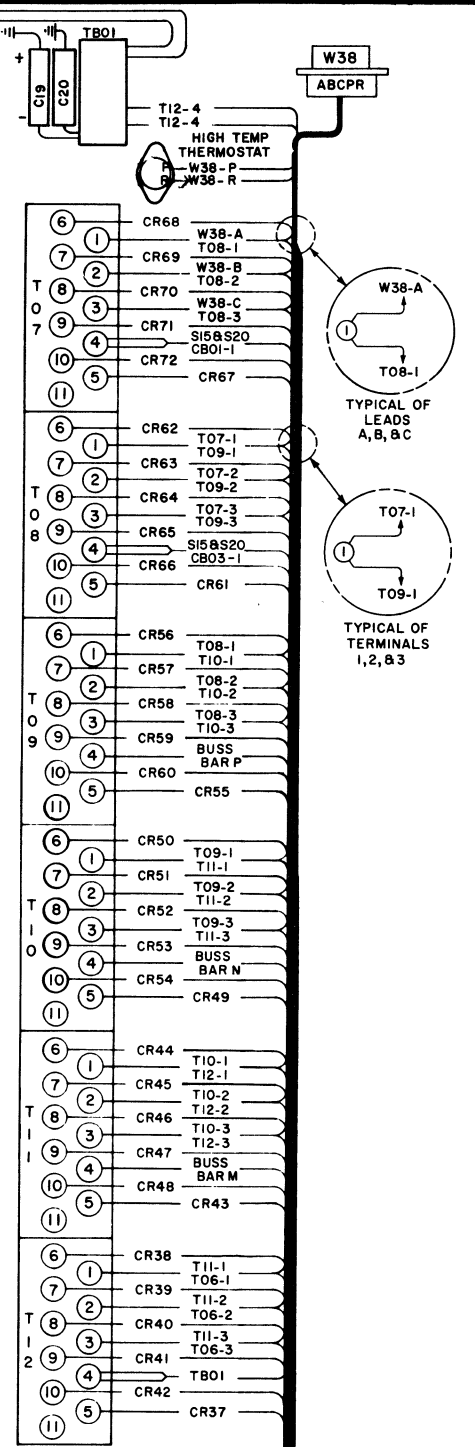 TB01
W38
ABCPR
+
C19
C20
-
T12-4
T12-4
HIGH TEMP
THERMOSTAT
P W38-P
R W38-R
T07
6 CR68
1 W38-A
T08-1
7 CR69
2 W38-B
T08-2
8 CR70
3 W38-C
T08-3
9 CR71
4 S15&S20
CB01-1
10 CR72
5 CR67
11
W38-A
1
T08-1
TYPICAL OF
LEADS
A, B, & C
T08
6 CR62
1 T07-1
T09-1
7 CR63
2 T07-2
T09-2
8 CR64
3 T07-3
T09-3
9 CR65
4 S15&S20
CB03-1
10 CR66
5 CR61
11
T07-1
1
T09-1
TYPICAL OF
TERMINALS
1, 2, & 3
T09
6 CR56
1 T08-1
T10-1
7 CR57
2 T08-2
T10-2
8 CR58
3 T08-3
T10-3
9 CR59
4 BUSS
BAR P
10 CR60
5 CR55
11
T10
6 CR50
1 T09-1
T11-1
7 CR51
2 T09-2
T11-2
8 CR52
3 T09-3
T11-3
9 CR53
4 BUSS
BAR N
10 CR54
5 CR49
11
T11
6 CR44
1 T10-1
T12-1
7 CR45
2 T10-2
T12-2
8 CR46
3 T10-3
T12-3
9 CR47
4 BUSS
BAR M
10 CR48
5 CR43
11
T12
6 CR38
1 T11-1
T06-1
7 CR39
2 T11-2
T06-2
8 CR40
3 T11-3
T06-3
9 CR41
4 TB01
10 CR42
5 CR37
11